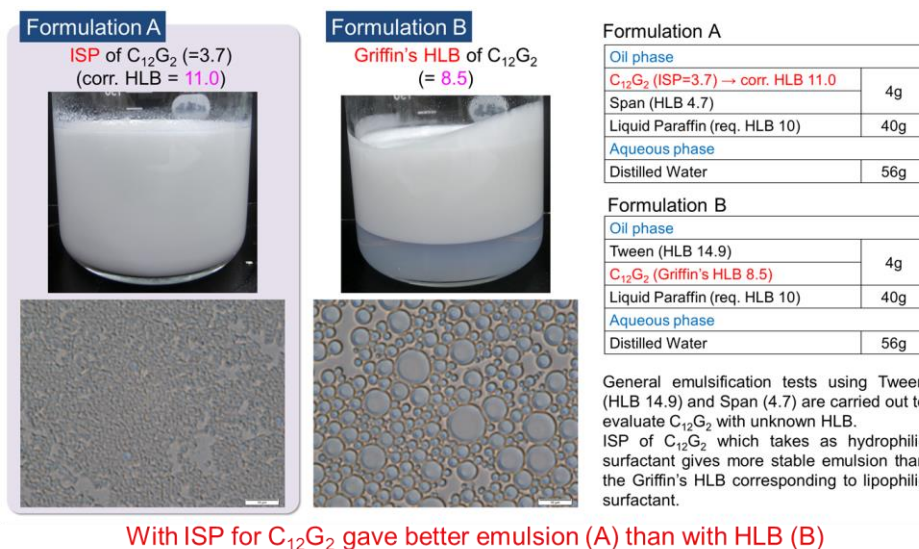 Formulation A
ISP of C₁₂G₂ (=3.7)
(corr. HLB = 11.0)
Formulation B
Griffin's HLB of C₁₂G₂
(= 8.5)
Formulation A
Oil phase
C₁₂G₂ (ISP=3.7) → corr. HLB 11.0
4g
Span (HLB 4.7)
Liquid Paraffin (req. HLB 10) 40g
Aqueous phase
Distilled Water 56g
Formulation B
Oil phase
Tween (HLB 14.9)
4g
C₁₂G₂ (Griffin's HLB 8.5)
Liquid Paraffin (req. HLB 10) 40g
Aqueous phase
Distilled Water 56g
General emulsification tests using Tween
(HLB 14.9) and Span (4.7) are carried out to
evaluate C₁₂G₂ with unknown HLB.
ISP of C₁₂G₂ which takes as hydrophili
surfactant gives more stable emulsion than
the Griffin's HLB corresponding to lipophili
surfactant.
With ISP for C₁₂G₂ gave better emulsion (A) than with HLB (B)